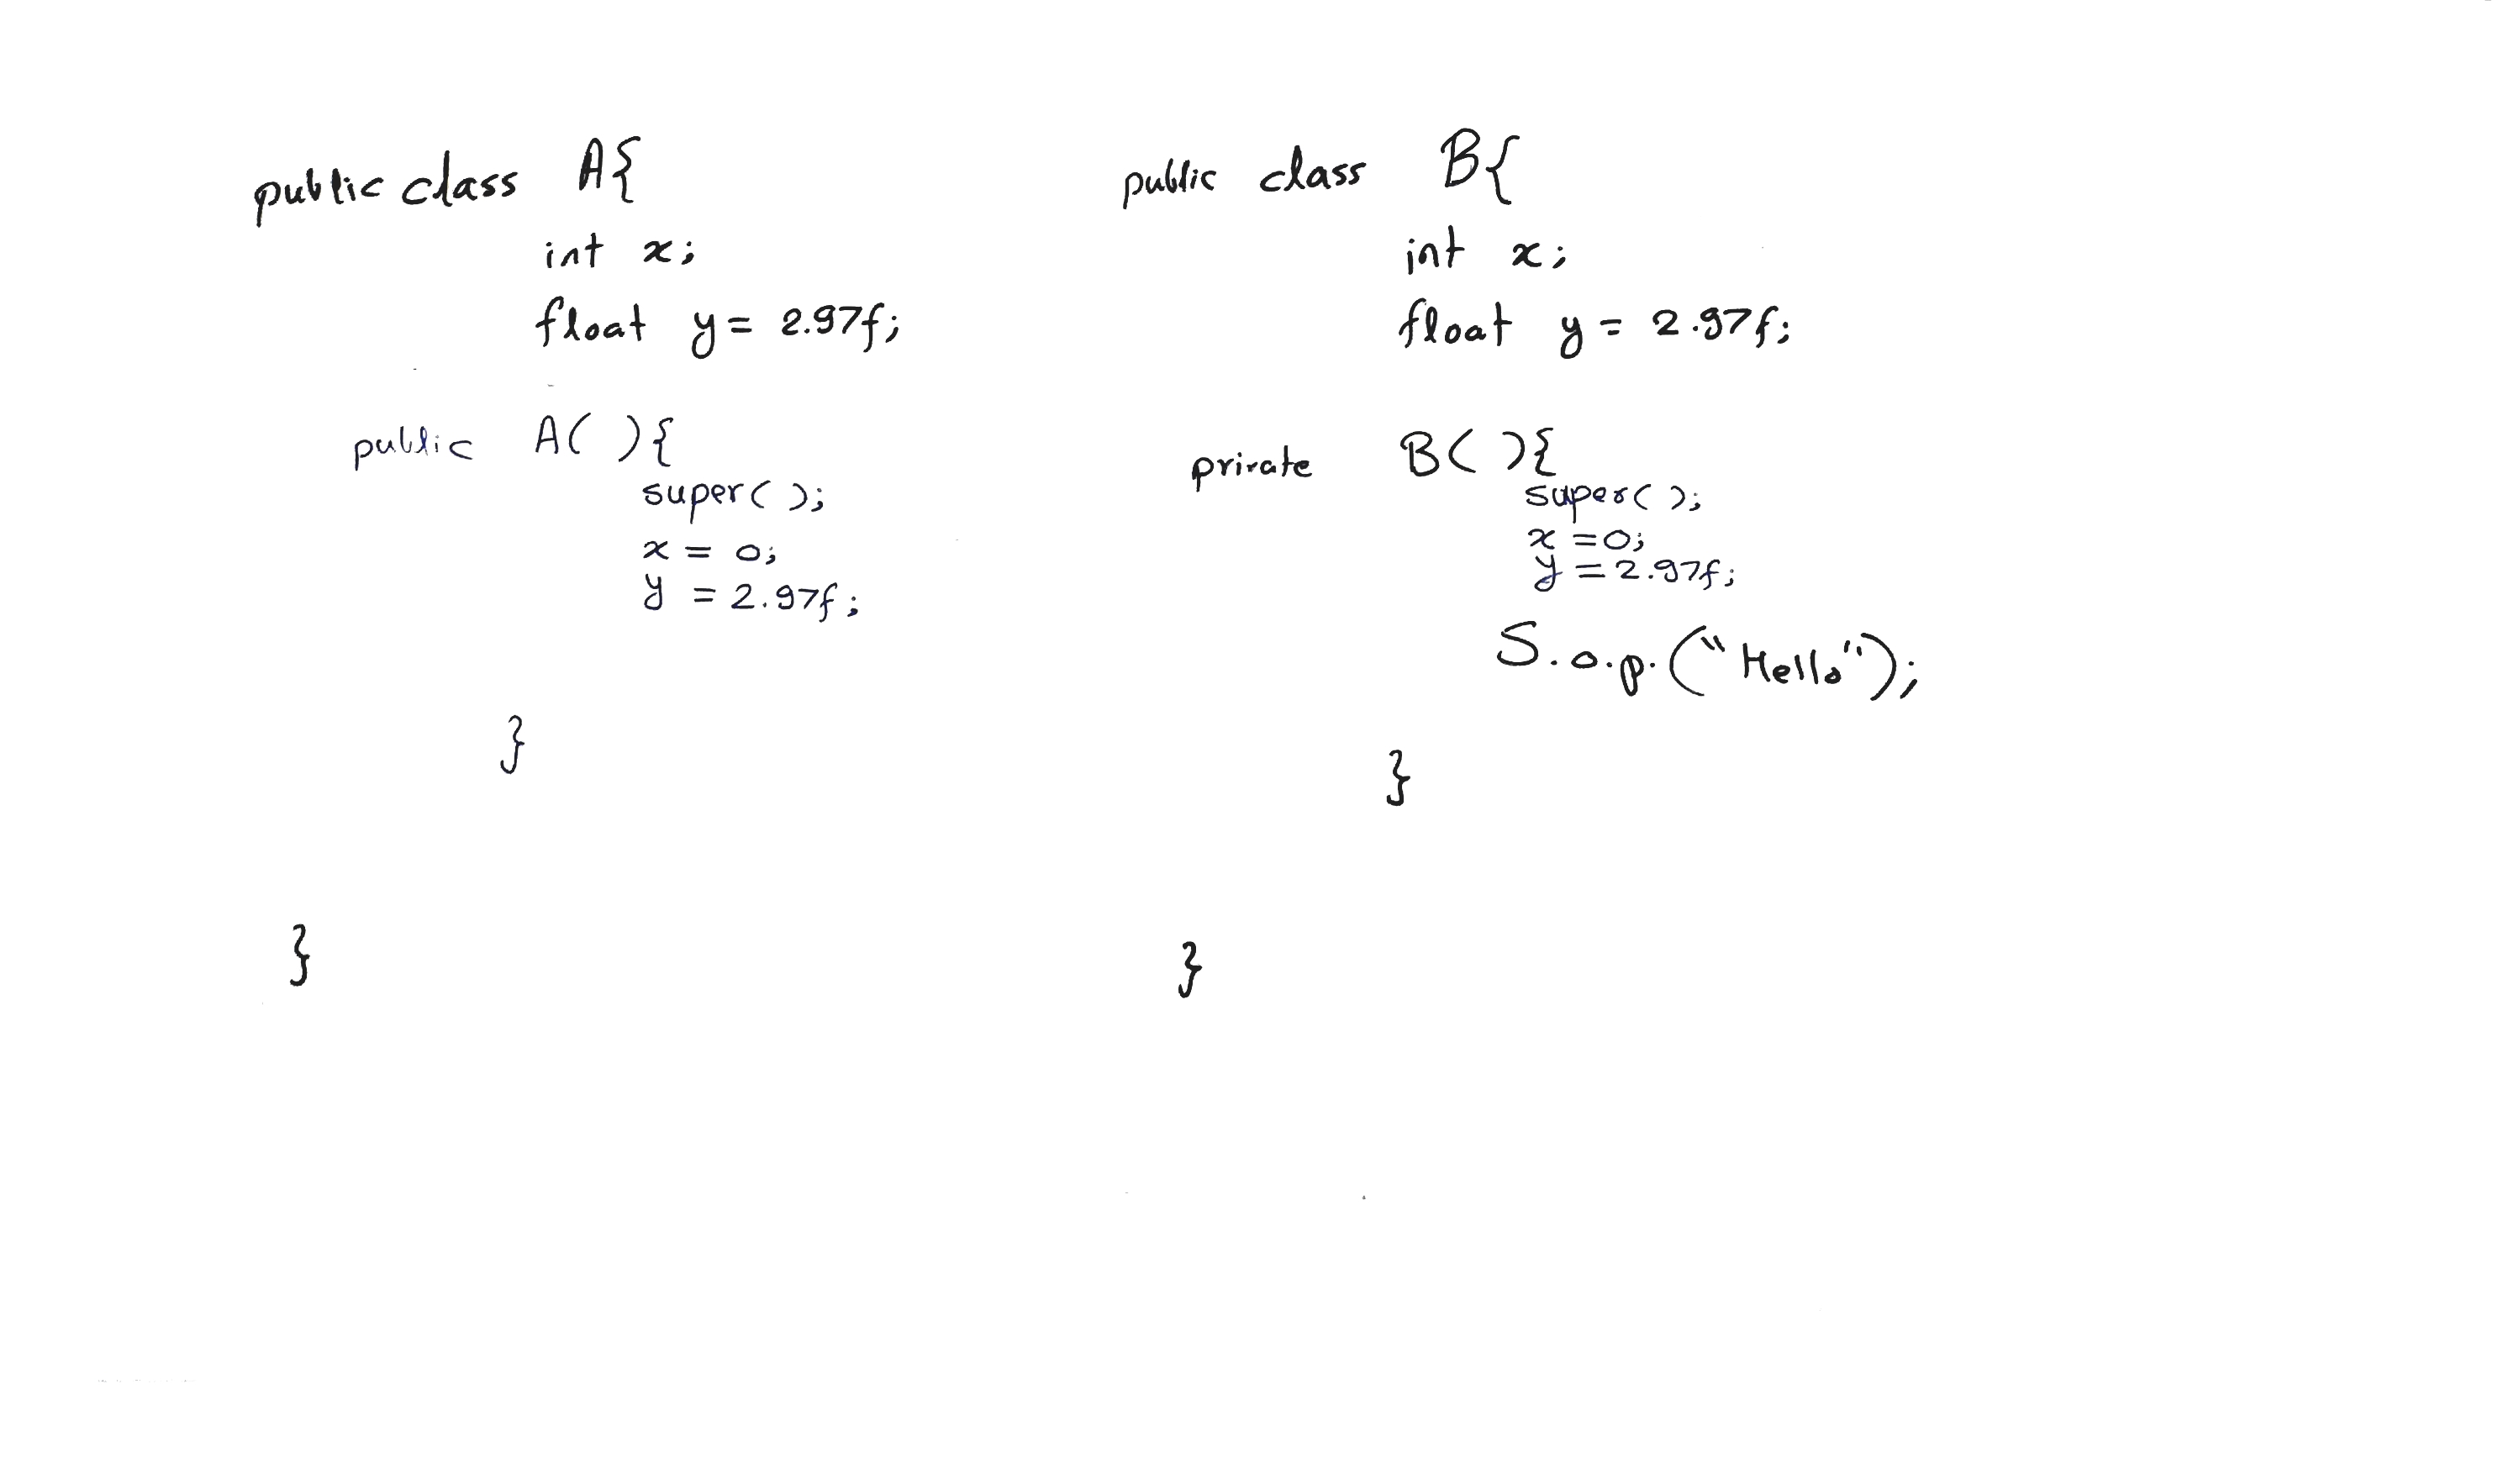 public class A{
int x;
float y = 2.97f;
public A( ){
super( );
x = 0;
y = 2.97f;
}
}
public class B{
int x;
float y = 2.97f;
private B( ){
super( );
x = 0;
y = 2.97f;
S.o.p.("Hello");
}
}